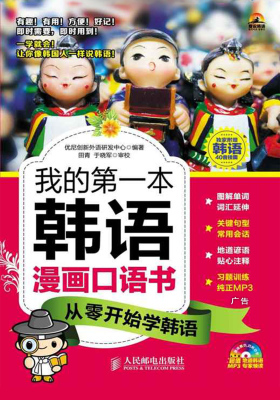 有趣！有用！方便！好记！
即时需要，即时用到！
一学就会！
让你像韩国人一样说韩语！
韩语
优尼创新外语研发中心 编著
田青 于晓军 审校
我的第一本
韩语
漫画口语书
从零开始学韩语
图解单词
词汇延伸
关键句型
常用会话
地道谚语
贴心注释
习题训练
纯正MP3
广告
人民邮电出版社
POSTS & TELECOM PRESS